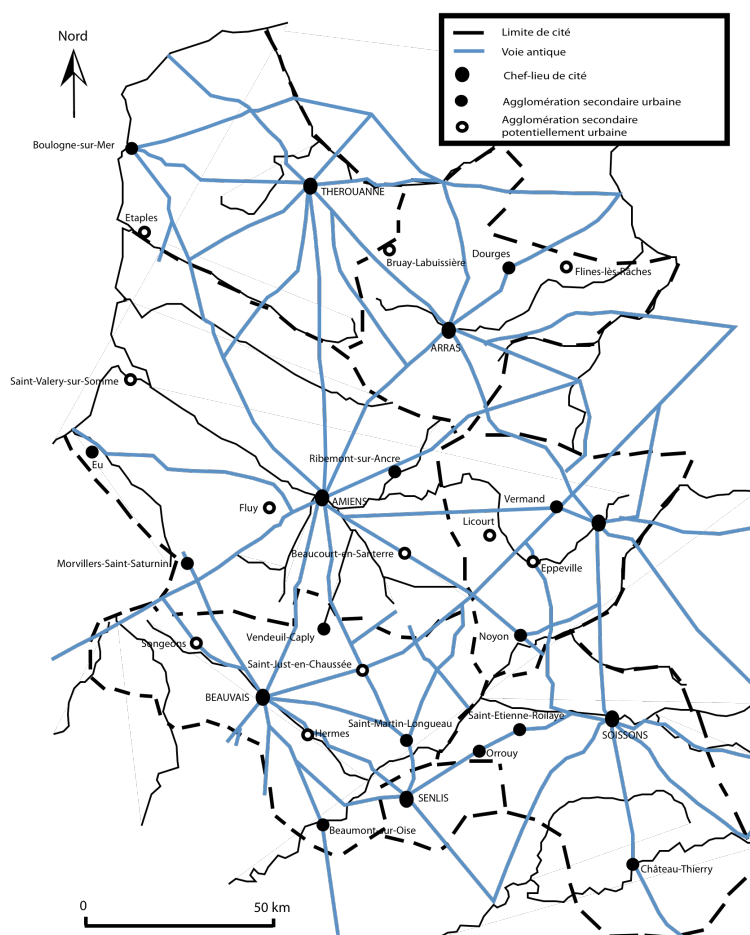 Nord
Limite de cité
Voie antique
Chef-lieu de cité
Agglomération secondaire urbaine
Agglomération secondaire
potentiellement urbaine
Boulogne-sur-Mer
THEROUANNE
Etaples
Bruay-Labuissière
Dourges
Flines-lès-Raches
ARRAS
Saint-Valery-sur-Somme
Eu
Ribemont-sur-Ancre
AMIENS
Fluy
Vermand
Licourt
Beaucourt-en-Santerre
Eppeville
Morvillers-Saint-Saturnin
Vendeuil-Caply
Noyon
Songeons
Saint-Just-en-Chaussée
BEAUVAIS
Saint-Martin-Longueau
Saint-Etienne-Roilaye
Hermes
SOISSONS
Orrouy
SENLIS
Beaumont-sur-Oise
Château-Thierry
0
50 km